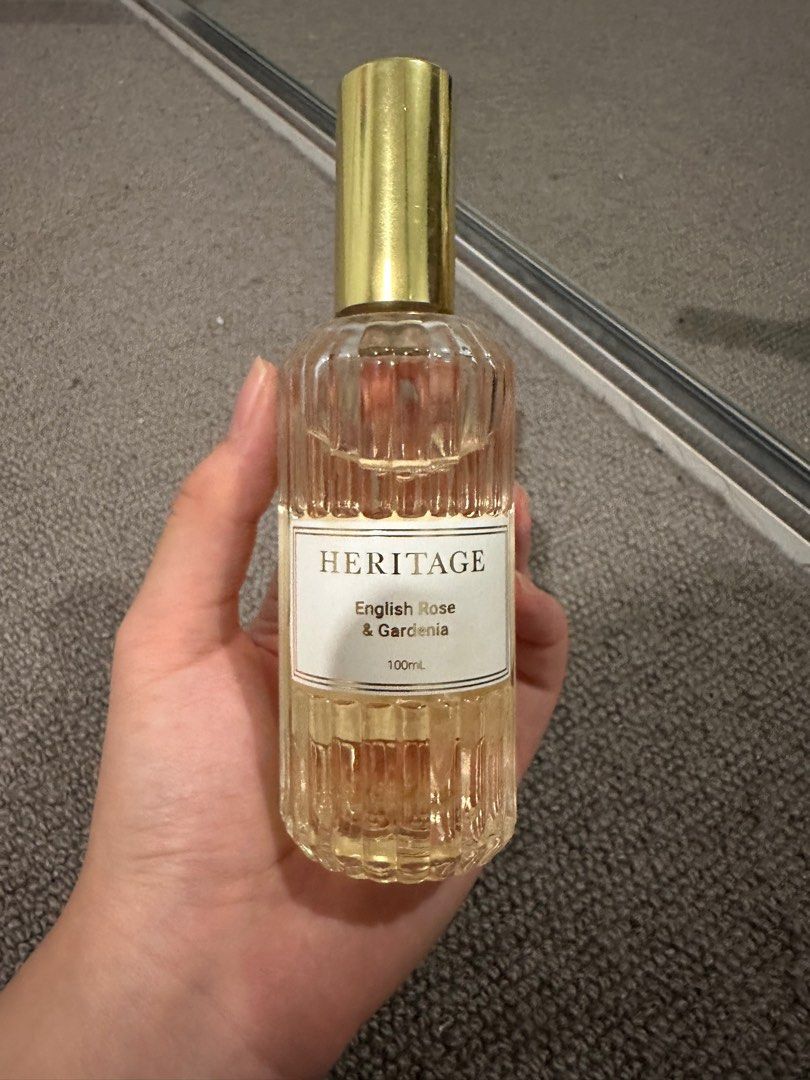 HERITAGE
English Rose
& Gardenia
100mL